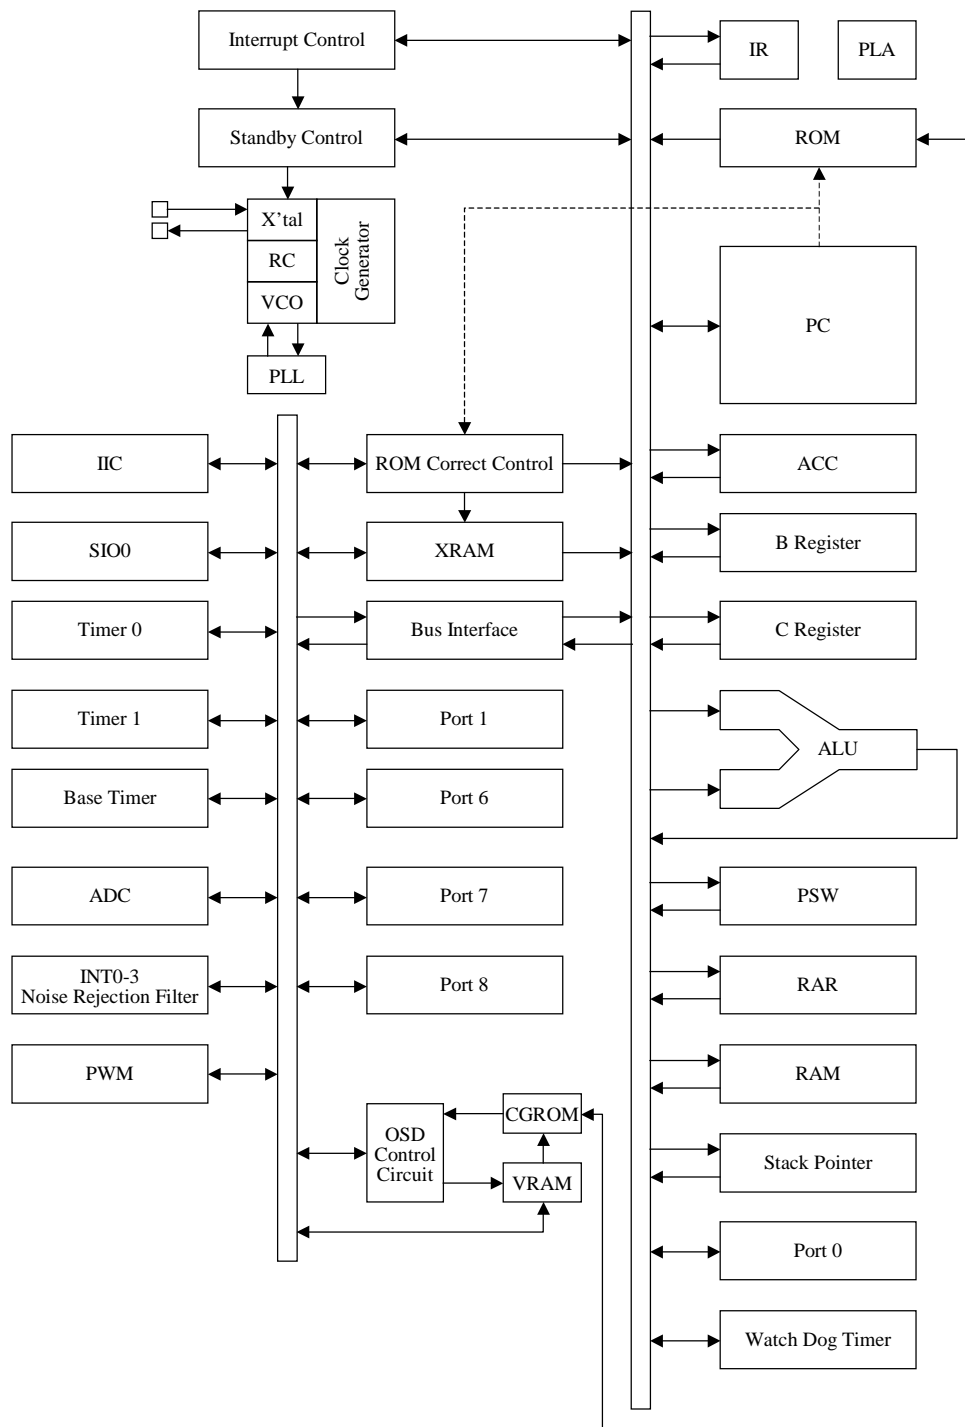 Interrupt Control
IR
PLA
Standby Control
ROM
X’tal
RC
VCO
Clock
Generator
PC
PLL
IIC
ROM Correct Control
ACC
SIO0
XRAM
B Register
Timer 0
Bus Interface
C Register
Timer 1
Port 1
ALU
Base Timer
Port 6
ADC
Port 7
PSW
INT0-3
Noise Rejection Filter
Port 8
RAR
PWM
RAM
OSD
Control
Circuit
CGROM
VRAM
Stack Pointer
Port 0
Watch Dog Timer